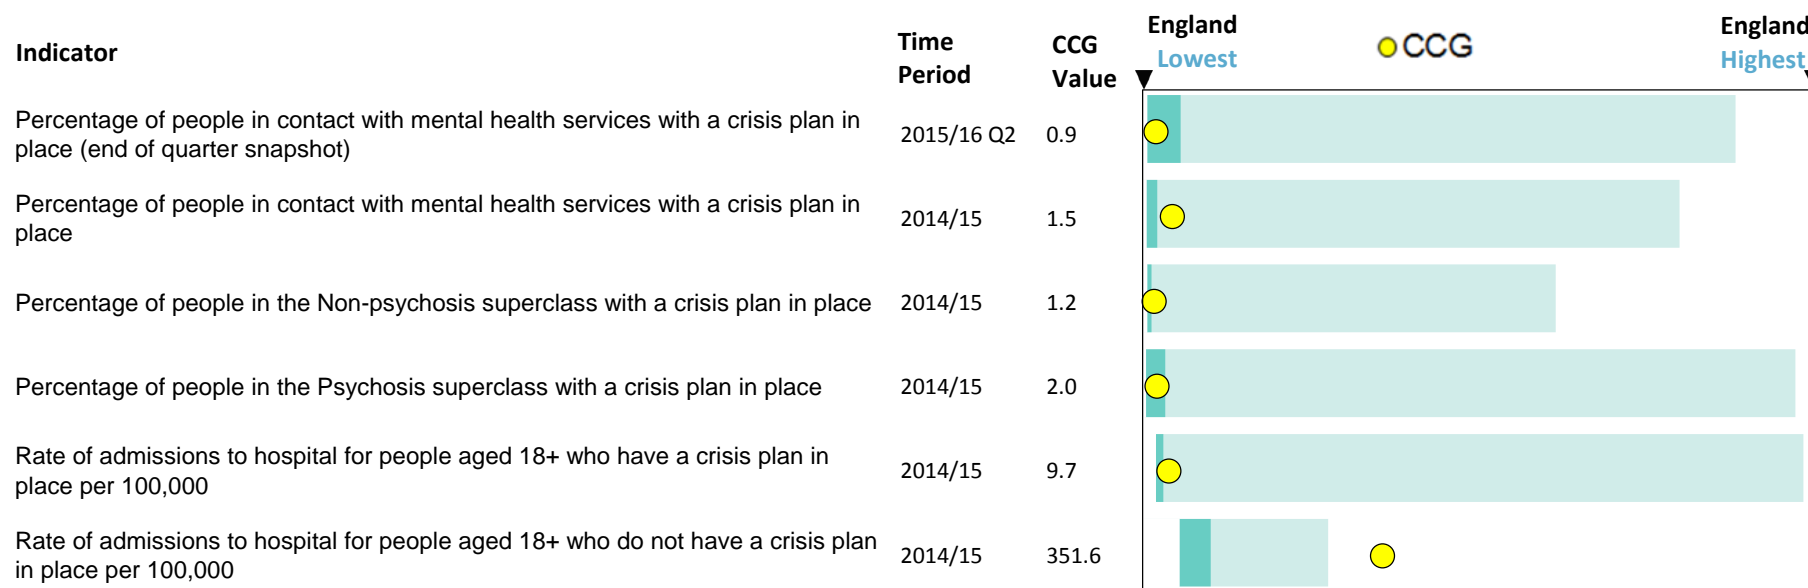 Indicator
Time Period
CCG Value
England Lowest
CCG
England Highest
Percentage of people in contact with mental health services with a crisis plan in
place (end of quarter snapshot)
2015/16 Q2
0.9
Percentage of people in contact with mental health services with a crisis plan in
place
2014/15
1.5
Percentage of people in the Non-psychosis superclass with a crisis plan in place
2014/15
1.2
Percentage of people in the Psychosis superclass with a crisis plan in place
2014/15
2.0
Rate of admissions to hospital for people aged 18+ who have a crisis plan in
place per 100,000
2014/15
9.7
Rate of admissions to hospital for people aged 18+ who do not have a crisis plan
in place per 100,000
2014/15
351.6